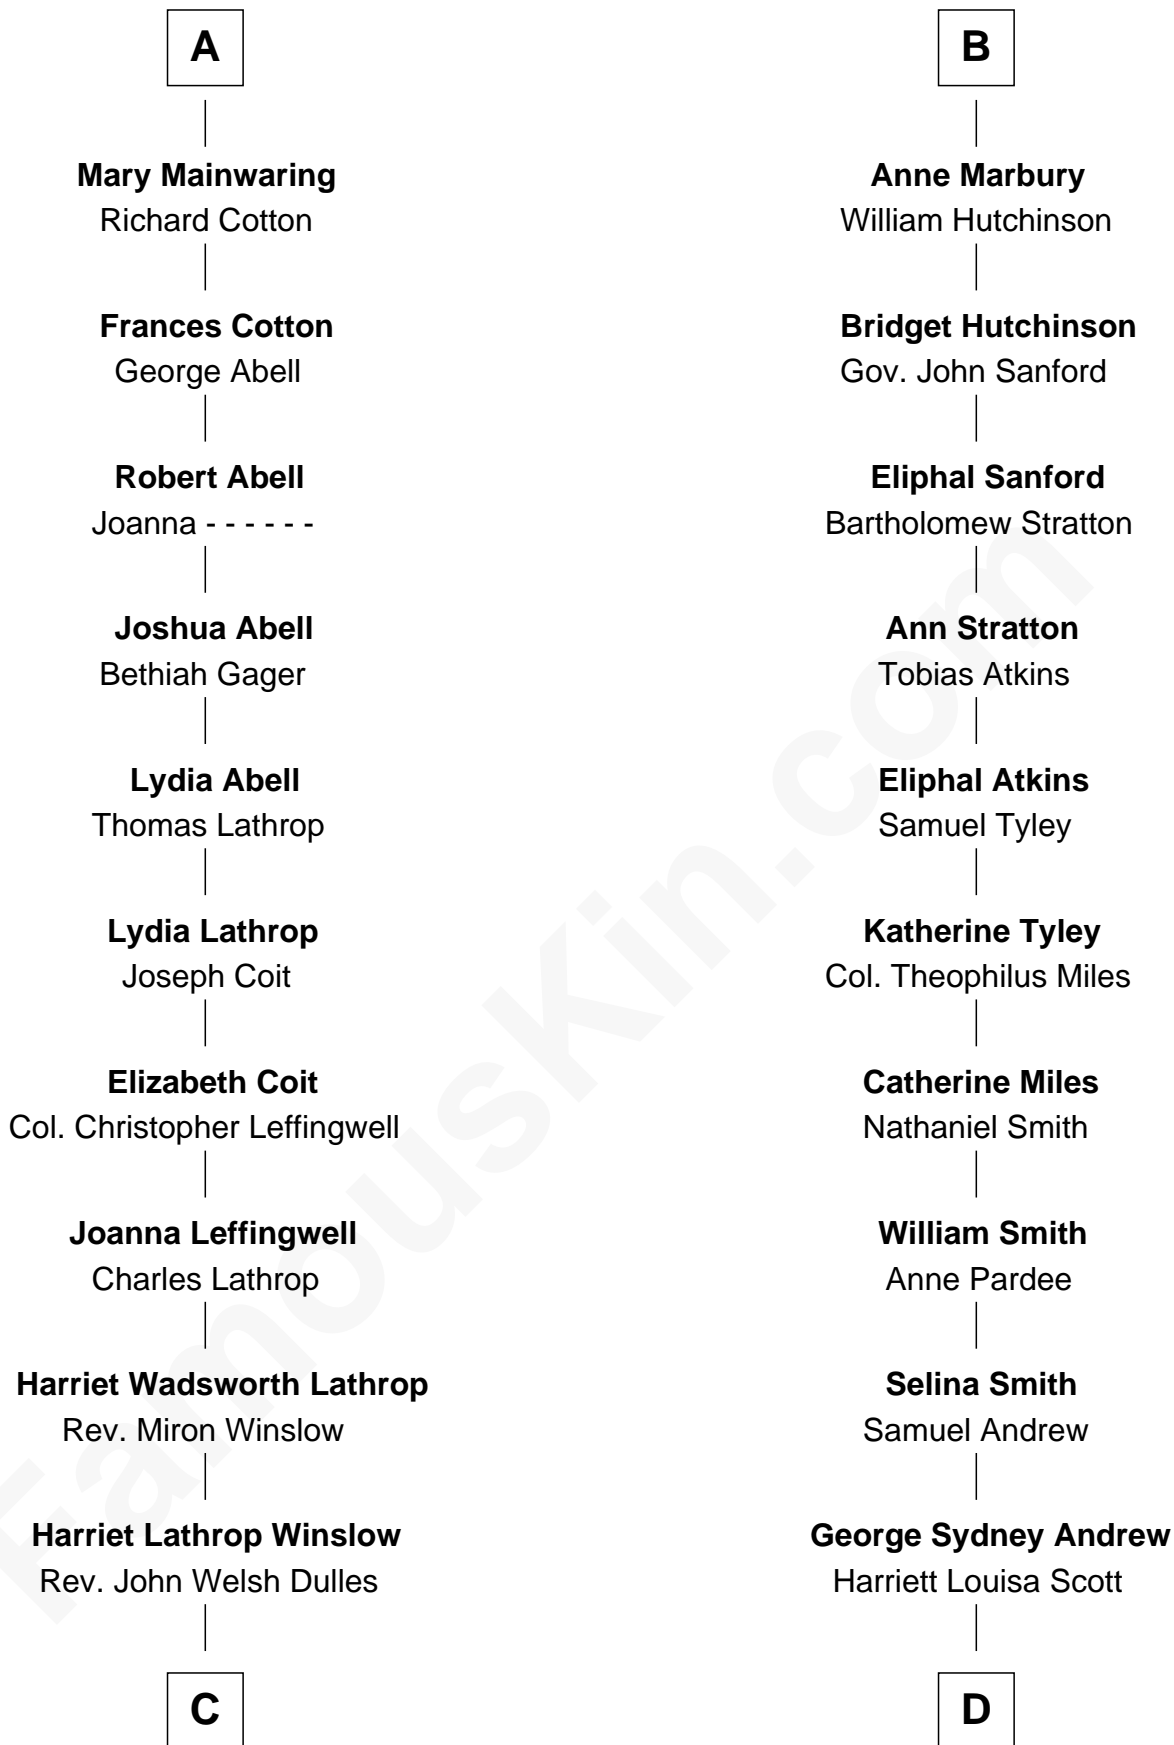 A
Mary Mainwaring
Richard Cotton
Frances Cotton
George Abell
Robert Abell
Joanna - - - - - -
Joshua Abell
Bethiah Gager
Lydia Abell
Thomas Lathrop
Lydia Lathrop
Joseph Coit
Elizabeth Coit
Col. Christopher Leffingwell
Joanna Leffingwell
Charles Lathrop
Harriet Wadsworth Lathrop
Rev. Miron Winslow
Harriet Lathrop Winslow
Rev. John Welsh Dulles
C
B
Anne Marbury
William Hutchinson
Bridget Hutchinson
Gov. John Sanford
Eliphal Sanford
Bartholomew Stratton
Ann Stratton
Tobias Atkins
Eliphal Atkins
Samuel Tyley
Katherine Tyley
Col. Theophilus Miles
Catherine Miles
Nathaniel Smith
William Smith
Anne Pardee
Selina Smith
Samuel Andrew
George Sydney Andrew
Harriett Louisa Scott
D
FamousKin.com